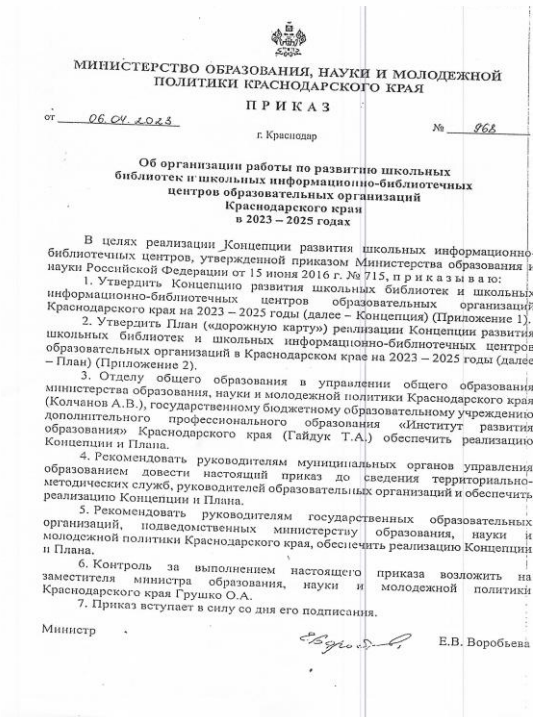 МИНИСТЕРСТВО ОБРАЗОВАНИЯ, НАУКИ И МОЛОДЕЖНОЙ
ПОЛИТИКИ КРАСНОДАРСКОГО КРАЯ
П Р И К А З
от 06.04.2023
№ 968
г. Краснодар
Об организации работы по развитию школьных
библиотек и школьных информационно-библиотечных
центров образовательных организаций
Краснодарского края
в 2023 – 2025 годах
В целях реализации Концепции развития школьных информационно-
библиотечных центров, утвержденной приказом Министерства образования и
науки Российской Федерации от 15 июня 2016 г. № 715, п р и к а з ы в а ю:
1. Утвердить Концепцию развития школьных библиотек и школьных
информационно-библиотечных центров образовательных организаций
Краснодарского края на 2023 – 2025 годы (далее – Концепция) (Приложение 1).
2. Утвердить План («дорожную карту») реализации Концепции развития
школьных библиотек и школьных информационно-библиотечных центров
образовательных организаций в Краснодарском крае на 2023 – 2025 годы (далее
– План) (Приложение 2).
3. Отделу общего образования в управлении общего образования
министерства образования, науки и молодежной политики Краснодарского края
(Колчанов А.В.), государственному бюджетному образовательному учреждению
дополнительного профессионального образования «Институт развития
образования» Краснодарского края (Гайдук Т.А.) обеспечить реализацию
Концепции и Плана.
4. Рекомендовать руководителям муниципальных органов управления
образованием довести настоящий приказ до сведения территориально-
методических служб, руководителей образовательных организаций и обеспечить
реализацию Концепции и Плана.
5. Рекомендовать руководителям государственных образовательных
организаций, подведомственных министерству образования, науки и
молодежной политики Краснодарского края, обеспечить реализацию Концепции
и Плана.
6. Контроль за выполнением настоящего приказа возложить на
заместителя министра образования, науки и молодежной политики
Краснодарского края Грушко О.А.
7. Приказ вступает в силу со дня его подписания.
Министр
Е.В. Воробьева